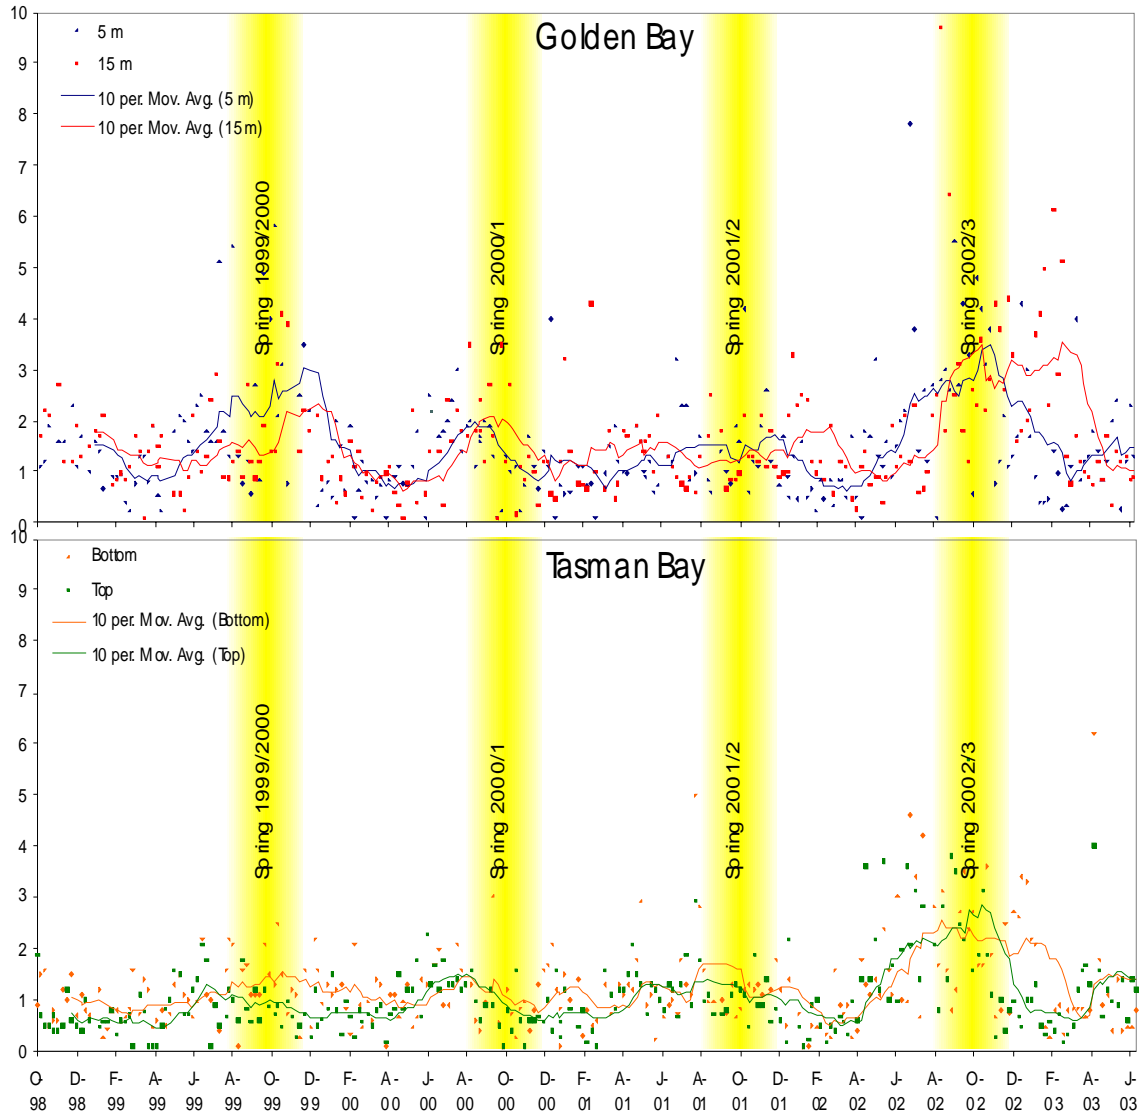 Golden Bay
5 m
15 m
10 per. Mov. Avg. (5 m)
10 per. Mov. Avg. (15 m)
10
9
8
7
6
5
4
3
2
1
0
Spring 1999/2000
Spring 2000/1
Spring 2001/2
Spring 2002/3
Tasman Bay
Bottom
Top
10 per. Mov. Avg. (Bottom)
10 per. Mov. Avg. (Top)
10
9
8
7
6
5
4
3
2
1
0
Spring 1999/2000
Spring 2000/1
Spring 2001/2
Spring 2002/3
O- D- F- A- J- A- O- D- F- A- J- A- O- D- F- A- J- A- O- D- F- A- J- A- O- D- F- A- J-
98 98 99 99 99 99 99 99 00 00 00 00 00 00 01 01 01 01 01 01 02 02 02 02 02 02 03 03 03